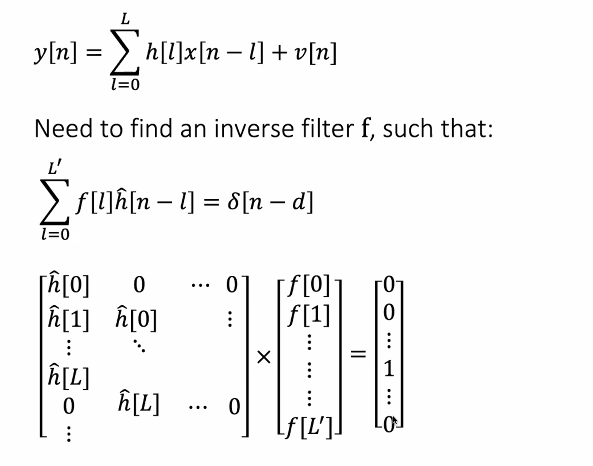 y[n] = ∑_{l=0}^{L} h[l]x[n − l] + v[n]
Need to find an inverse filter f, such that:
∑_{l=0}^{L′} f[l]ĥ[n − l] = δ[n − d]
[ĥ[0] 0 ⋯ 0] [f[0]] [0]
[ĥ[1] ĥ[0] ⋮] [f[1]] [0]
[⋮ ⋱] [⋮] [⋮]
[ĥ[L]] × [⋮] = [1]
[0 ĥ[L] ⋯ 0] [⋮] [⋮]
[⋮] [f[L′]] [0]